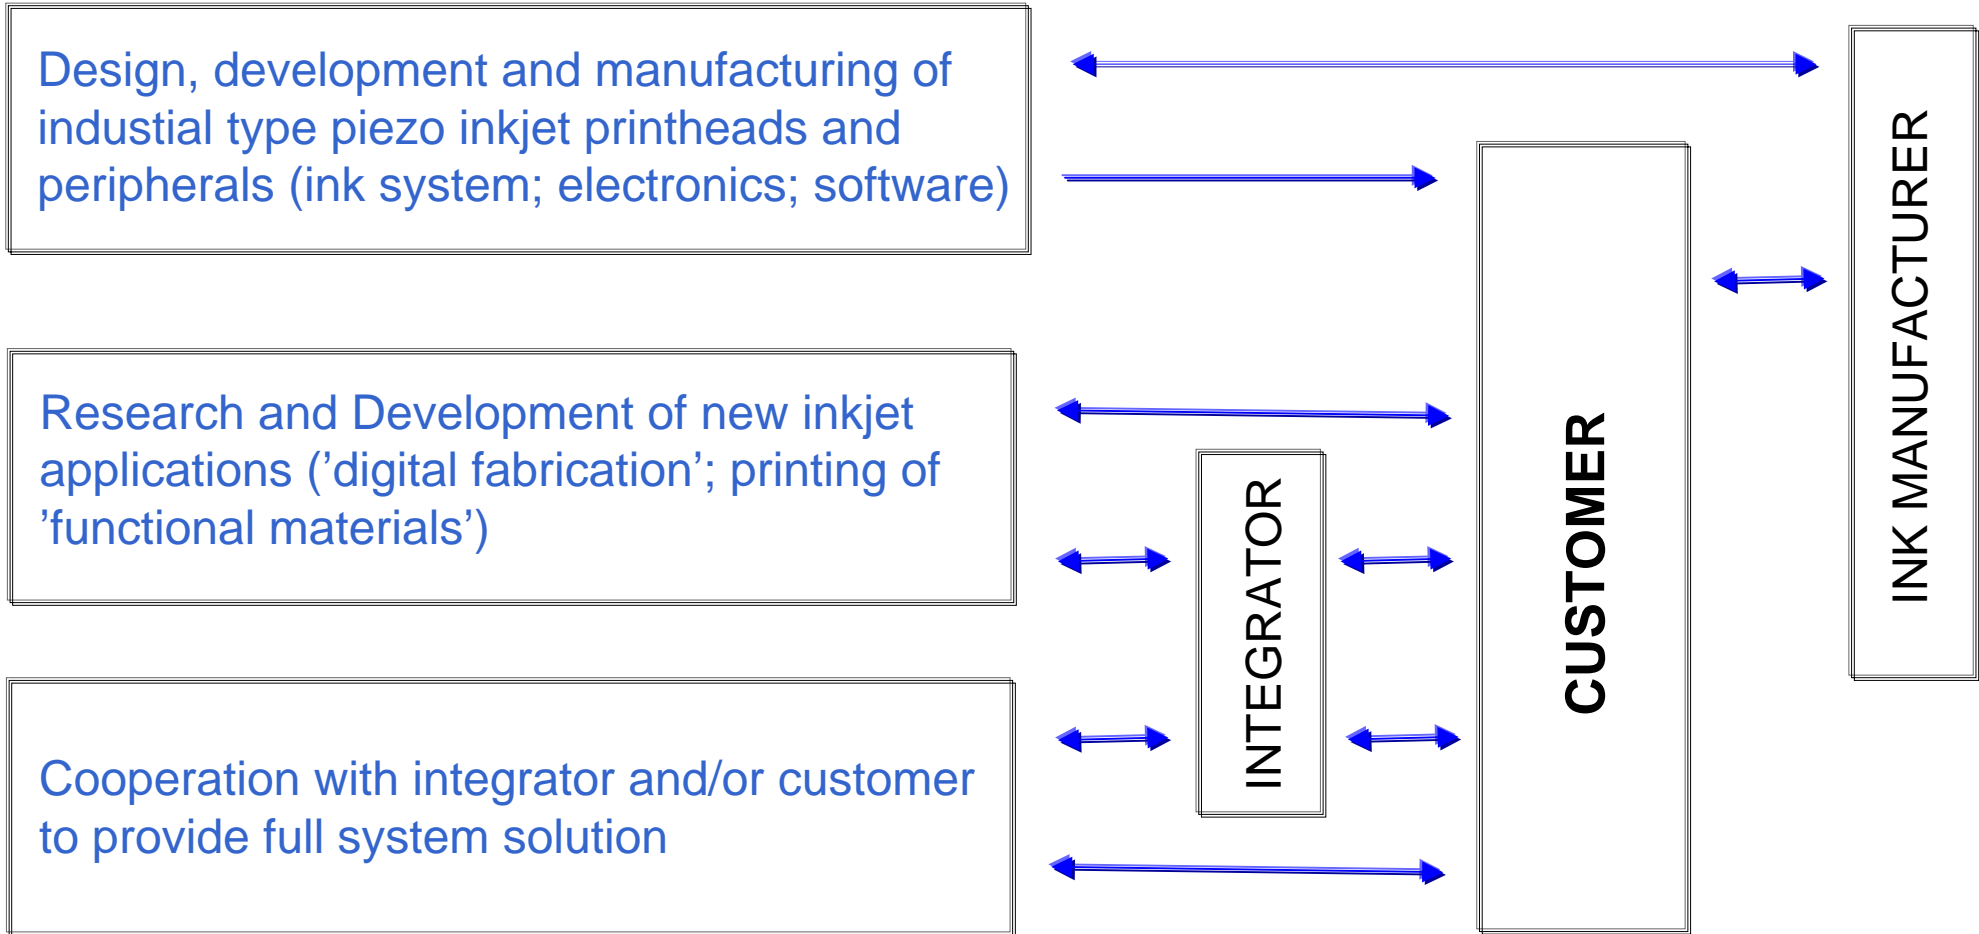 Design, development and manufacturing of
industial type piezo inkjet printheads and
peripherals (ink system; electronics; software)
Research and Development of new inkjet
applications (’digital fabrication’; printing of
’functional materials’)
Cooperation with integrator and/or customer
to provide full system solution
INTEGRATOR
CUSTOMER
INK MANUFACTURER